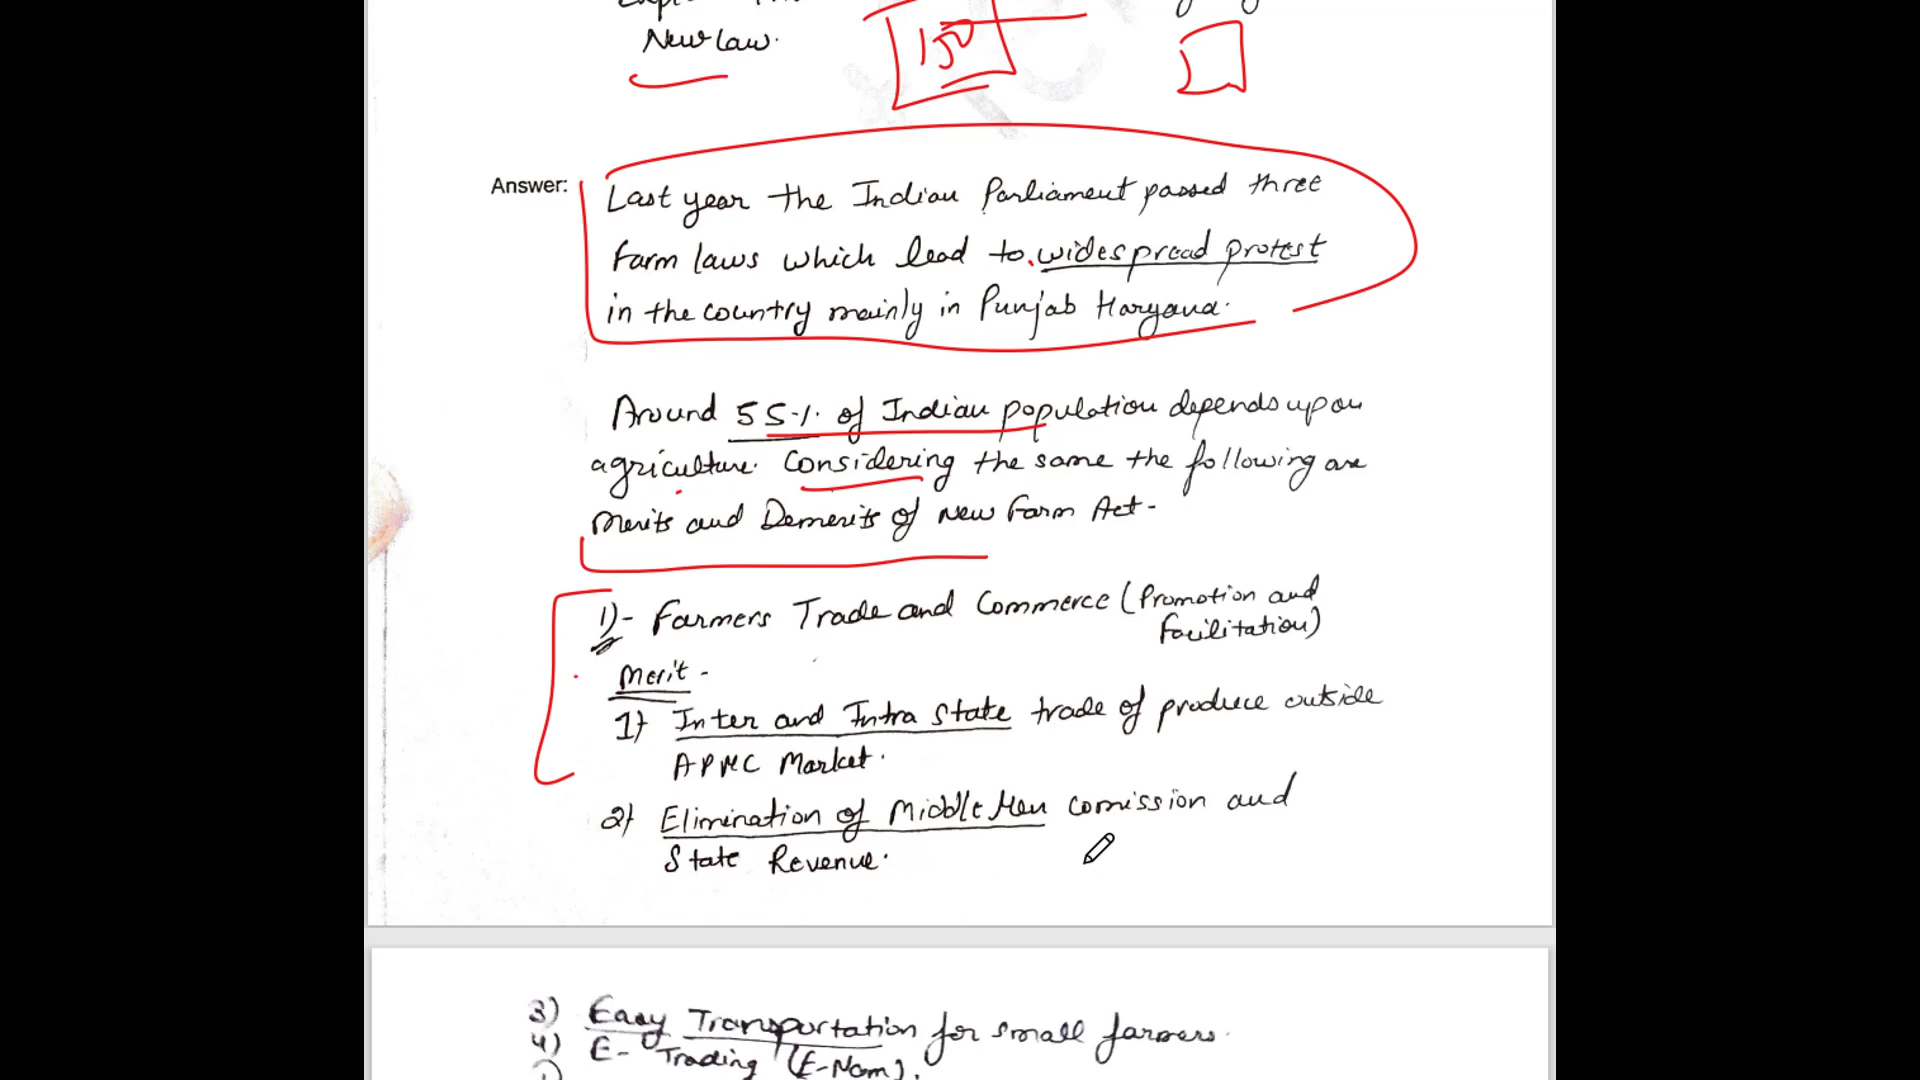 New law.
150
Answer:
Last year the Indian Parliament passed three
farm laws which lead to widespread protest
in the country mainly in Punjab Haryana.
Around 55% of Indian population depends upon
agriculture. Considering the same the following are
Merits and Demerits of New Farm Act-
1)- Farmers Trade and Commerce (Promotion and
Facilitation)
Merit -
1) Inter and Intra State trade of produce outside
APMC Market.
2) Elimination of Middle Men comission and
State Revenue.
3) Easy Transportation for small farmers.
4) E- Trading (E-Nam).